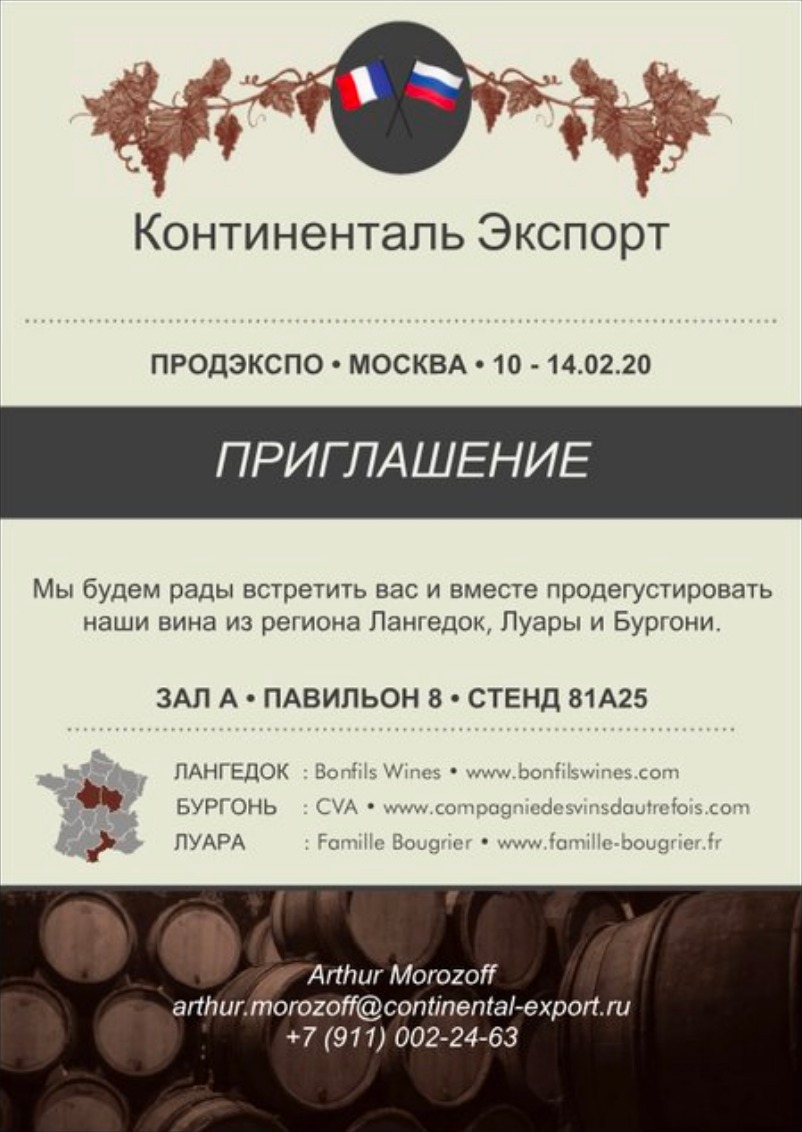 Континенталь Экспорт
ПРОДЭКСПО • МОСКВА • 10 - 14.02.20
ПРИГЛАШЕНИЕ
Мы будем рады встретить вас и вместе продегустировать
наши вина из региона Лангедок, Луары и Бургони.
ЗАЛ А • ПАВИЛЬОН 8 • СТЕНД 81А25
ЛАНГЕДОК : Bonfils Wines • www.bonfilswines.com
БУРГОНЬ : CVA • www.compagniedesvinsdautrefois.com
ЛУАРА : Famille Bougrier • www.famille-bougrier.fr
Arthur Morozoff
arthur.morozoff@continental-export.ru
+7 (911) 002-24-63